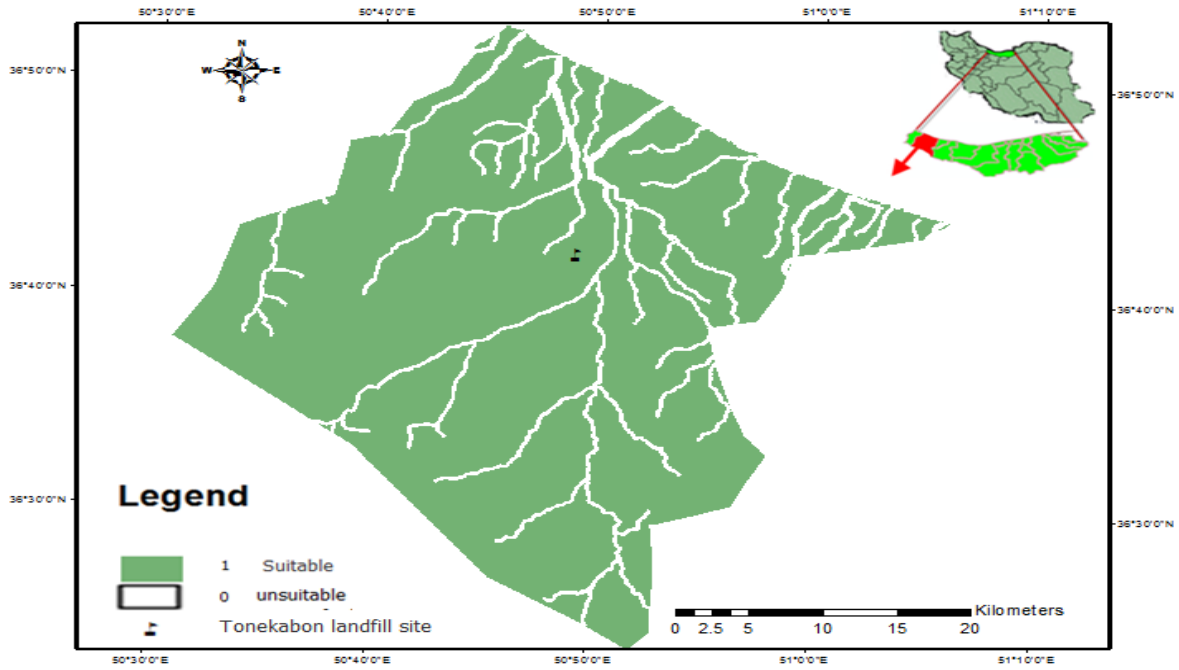 50°30'0"E 50°40'0"E 50°50'0"E 51°0'0"E 51°10'0"E
N
W E
S
36°50'0"N 36°50'0"N
36°40'0"N 36°40'0"N
36°30'0"N 36°30'0"N
Legend
1 Suitable
0 unsuitable
Tonekabon landfill site
Kilometers
0 2.5 5 10 15 20
50°30'0"E 50°40'0"E 50°50'0"E 51°0'0"E 51°10'0"E